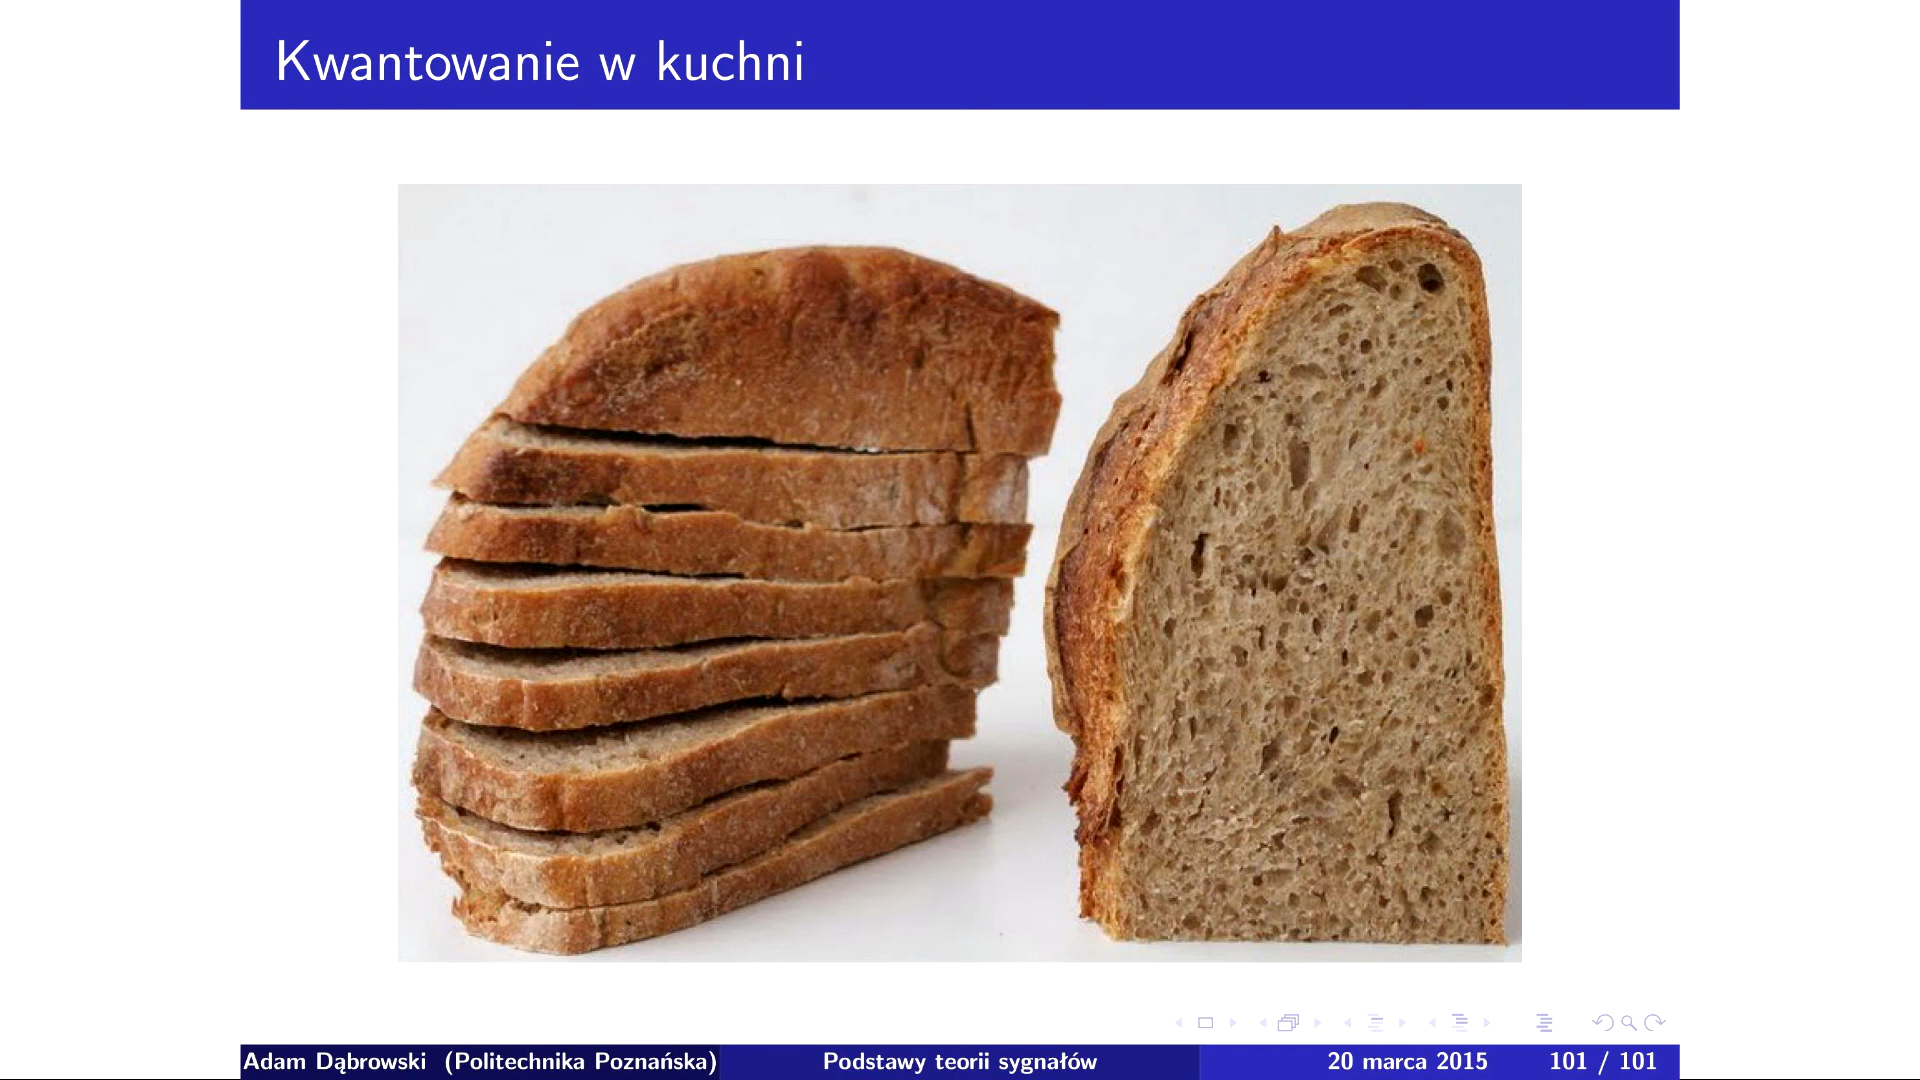 Kwantowanie w kuchni
Adam Dąbrowski (Politechnika Poznańska)
Podstawy teorii sygnałów
20 marca 2015
101 / 101